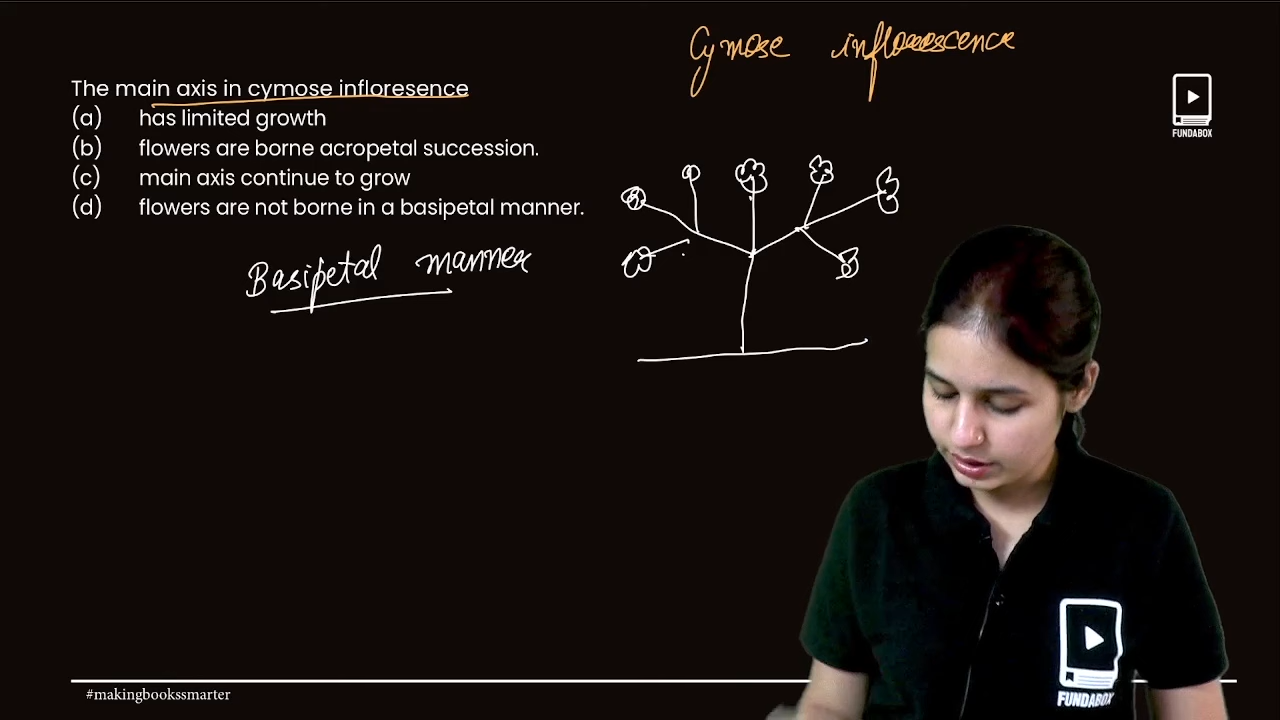 Cymose inflorescence
The main axis in cymose infloresence
(a) has limited growth
(b) flowers are borne acropetal succession.
(c) main axis continue to grow
(d) flowers are not borne in a basipetal manner.
Basipetal manner
FUNDABOX
FUNDABOX
#makingbookssmarter